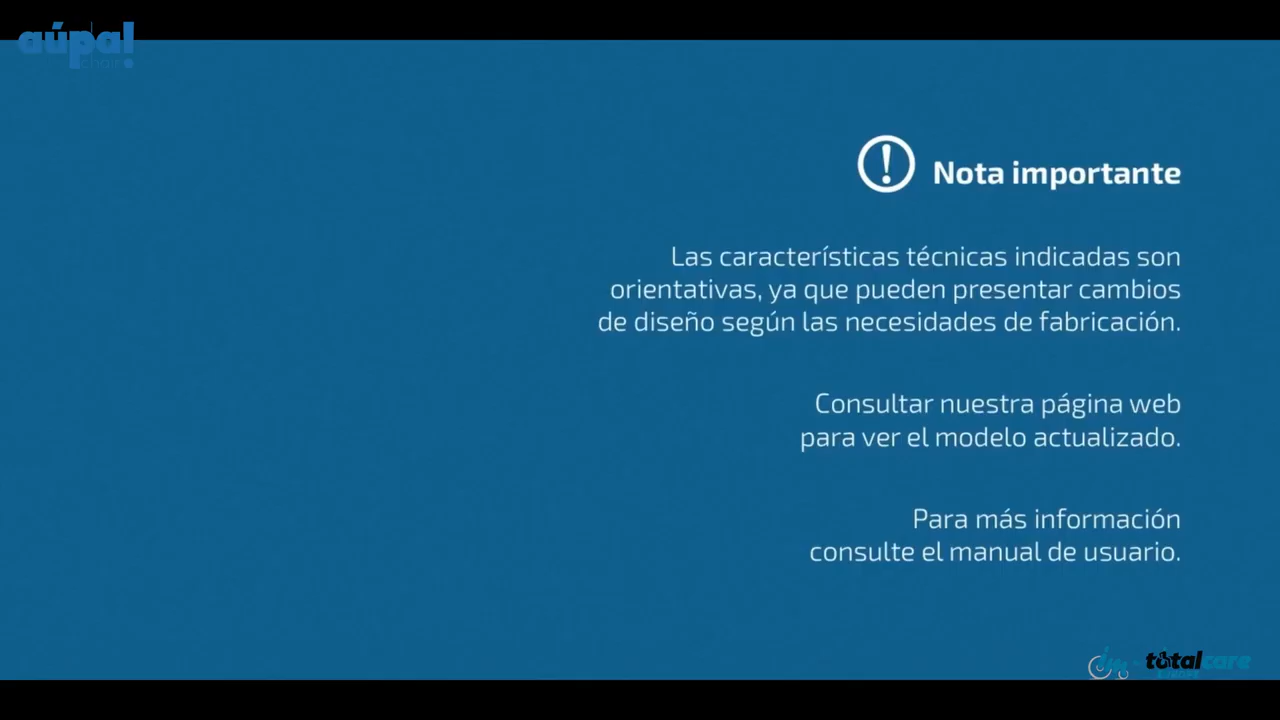 aúpa!
chair
Nota importante
Las características técnicas indicadas son
orientativas, ya que pueden presentar cambios
de diseño según las necesidades de fabricación.
Consultar nuestra página web
para ver el modelo actualizado.
Para más información
consulte el manual de usuario.
totalcare